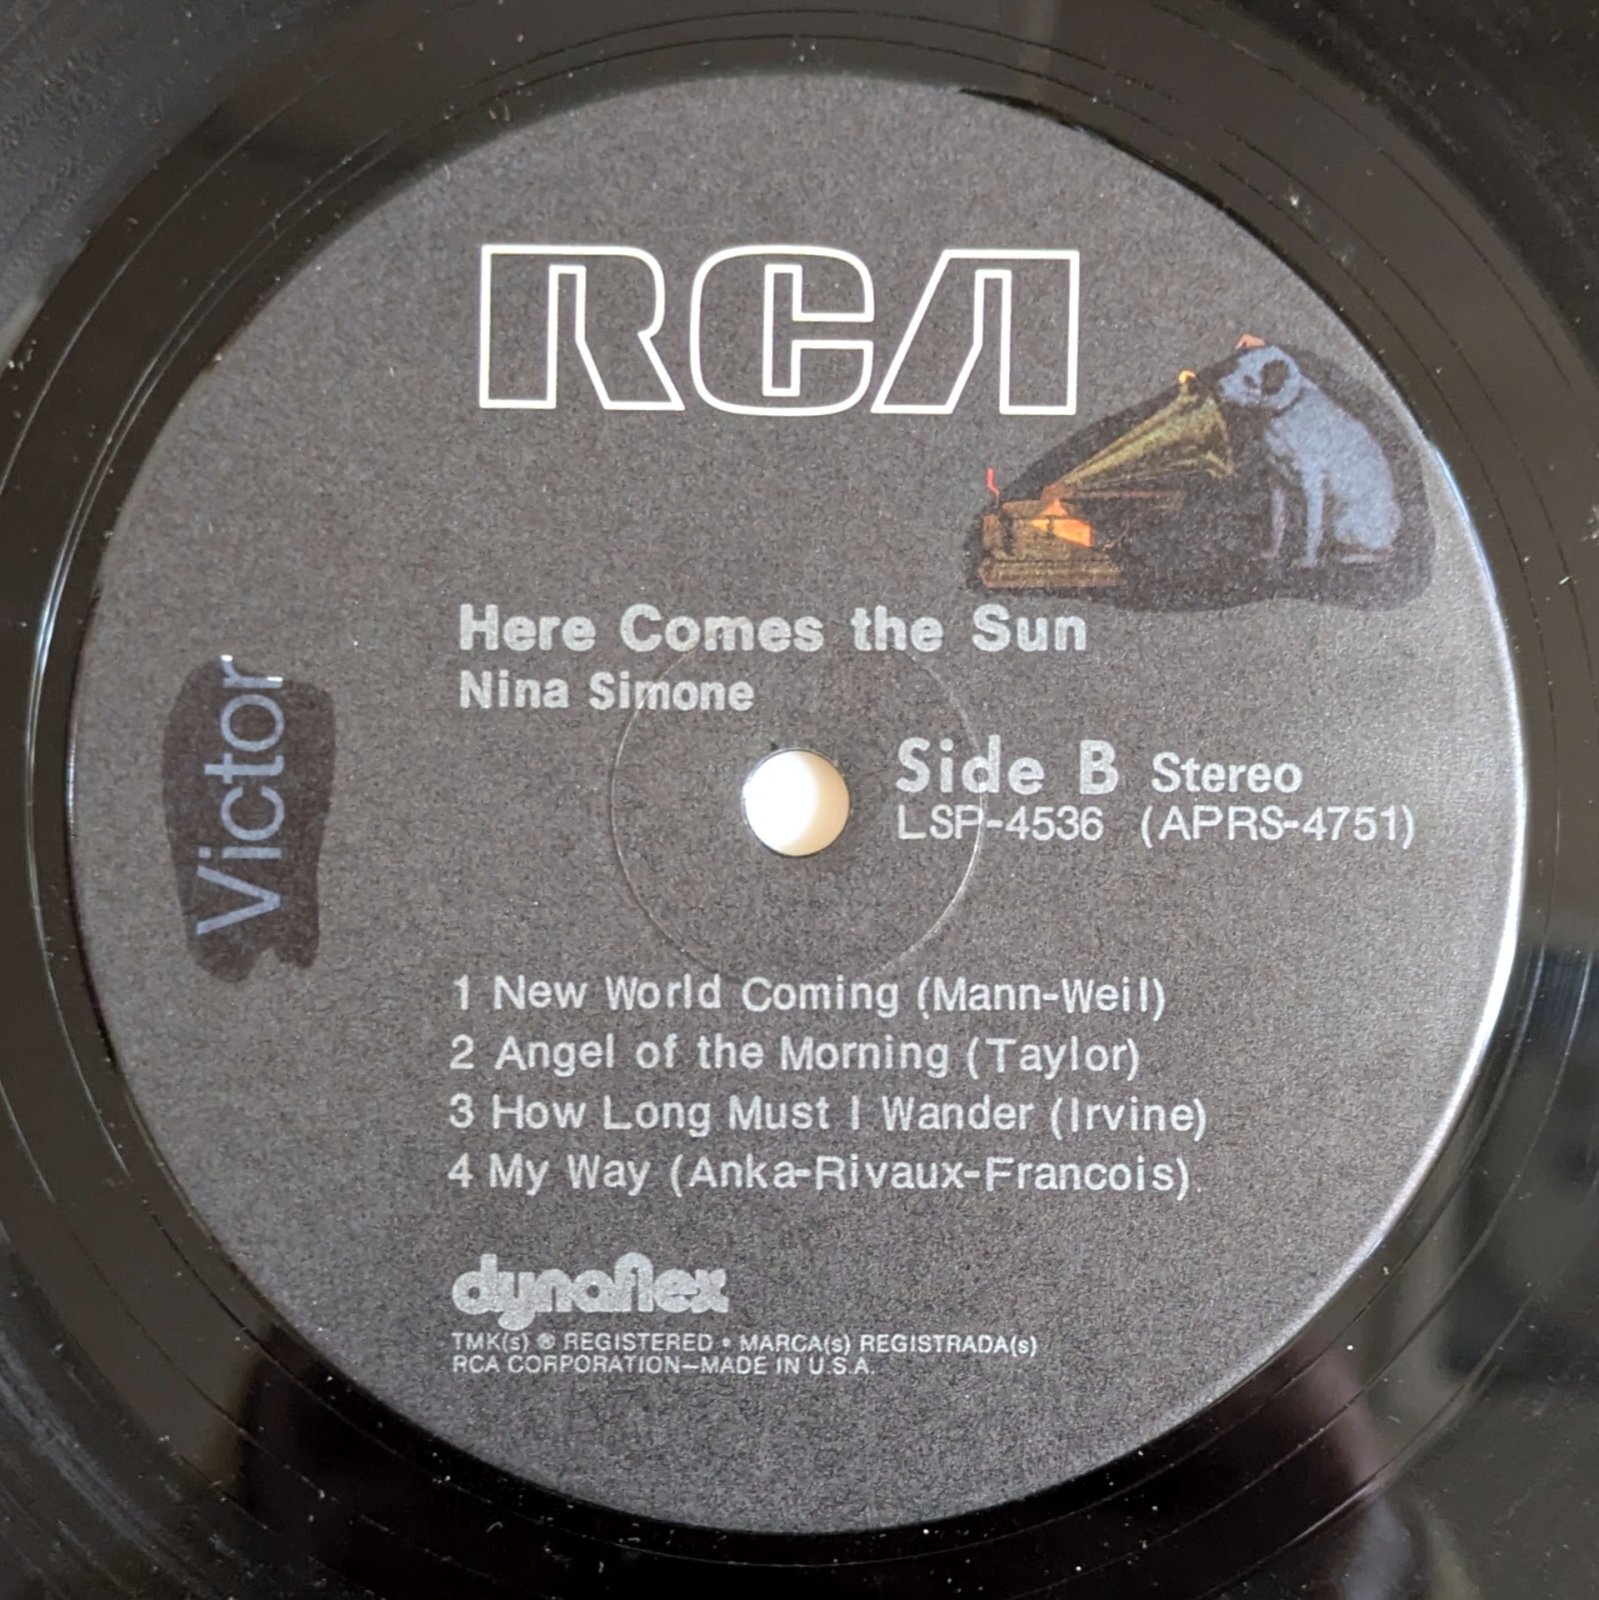 RCA
Victor
Here Comes the Sun
Nina Simone
Side B Stereo
LSP-4536 (APRS-4751)
1 New World Coming (Mann-Weil)
2 Angel of the Morning (Taylor)
3 How Long Must I Wander (Irvine)
4 My Way (Anka-Rivaux-Francois)
dynaflex
TMK(s) ® REGISTERED • MARCA(s) REGISTRADA(s)
RCA CORPORATION—MADE IN U.S.A.